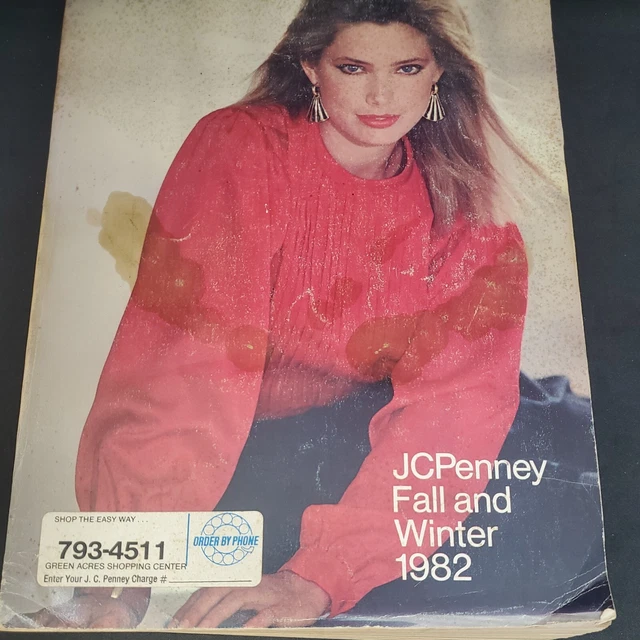 JCPenney
Fall and
Winter
1982
SHOP THE EASY WAY . . .
793-4511
GREEN ACRES SHOPPING CENTER
Enter Your J. C. Penney Charge #
ORDER BY PHONE